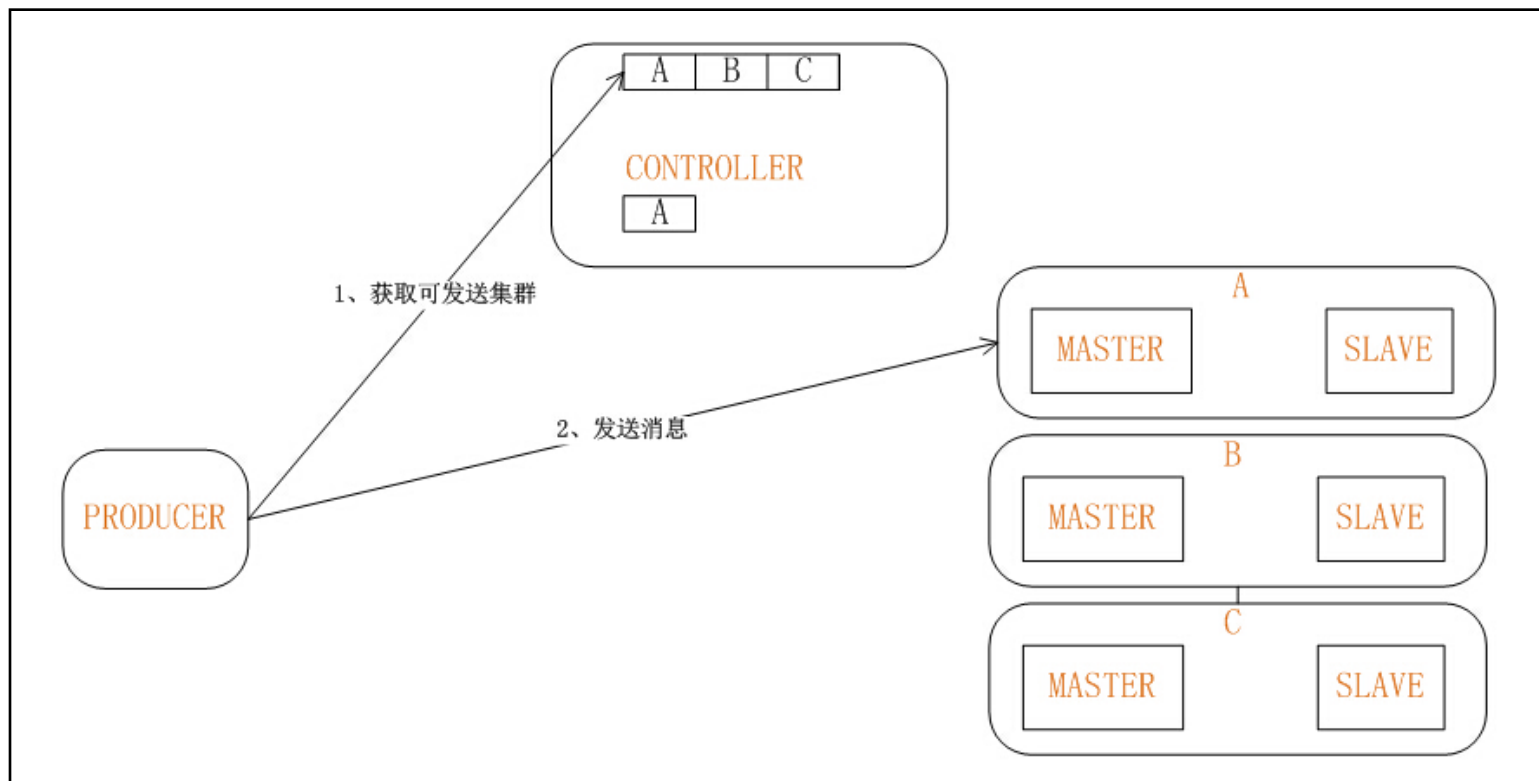 A B C
CONTROLLER
A
1、获取可发送集群
A
MASTER SLAVE
2、发送消息
B
PRODUCER
MASTER SLAVE
C
MASTER SLAVE